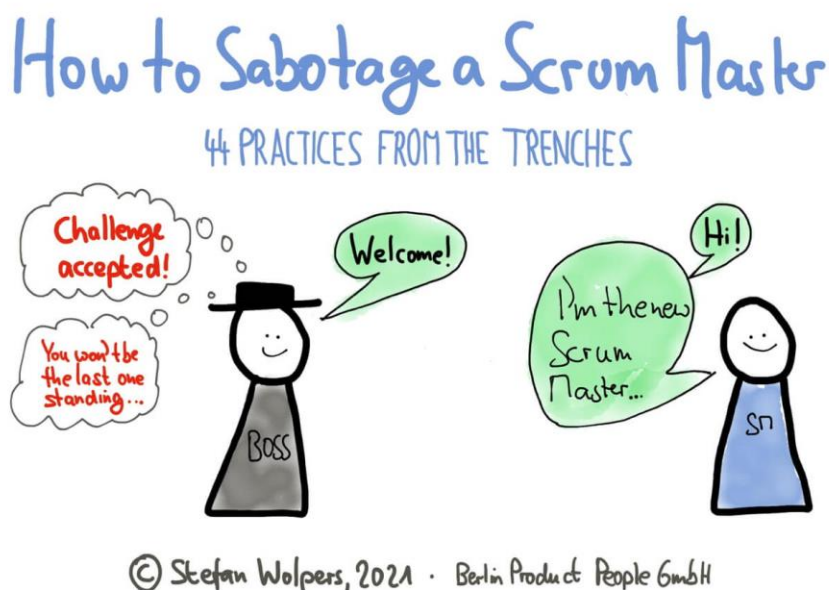 How to Sabotage a Scrum Master
44 PRACTICES FROM THE TRENCHES
Challenge
accepted!
You won't be
the last one
standing...
Welcome!
BOSS
Hi!
I'm the new
Scrum
Master...
SM
© Stefan Wolpers, 2021 · Berlin Product People GmbH